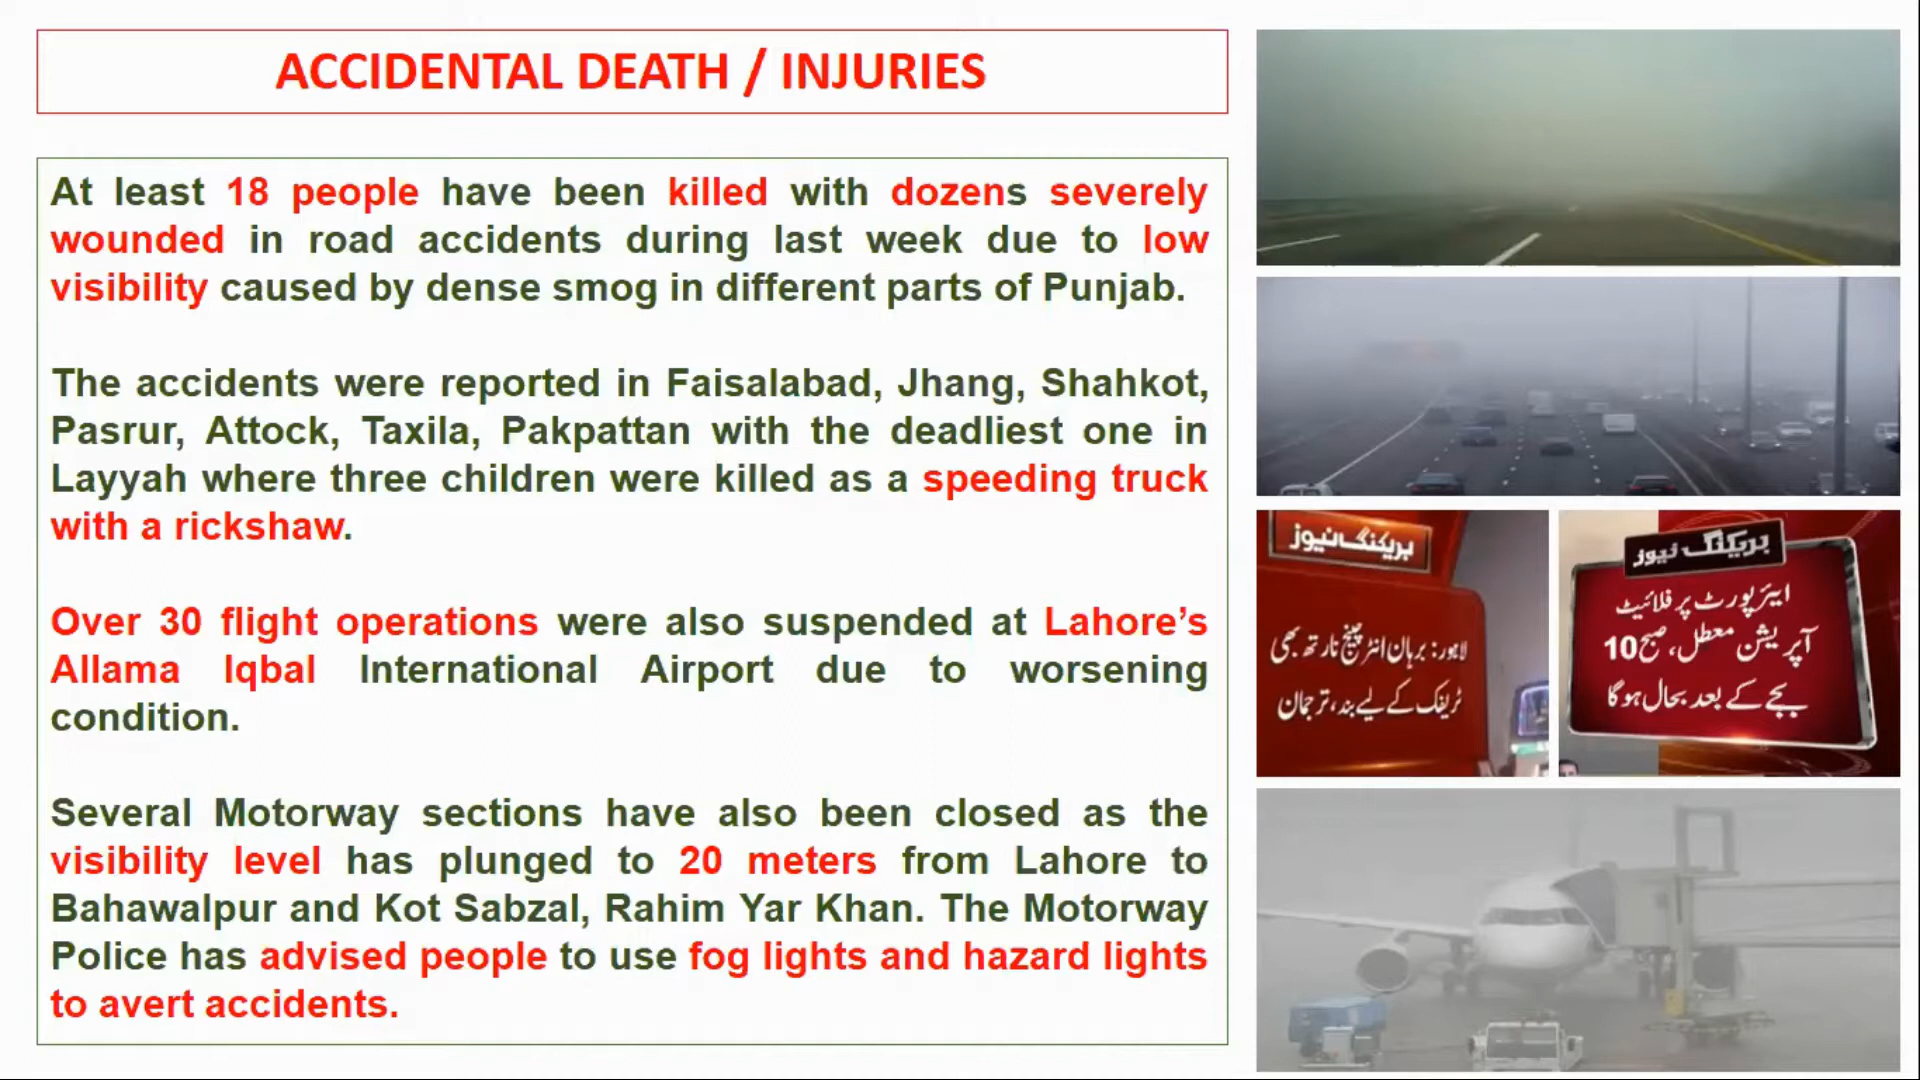 ACCIDENTAL DEATH / INJURIES
At least 18 people have been killed with dozens severely
wounded in road accidents during last week due to low
visibility caused by dense smog in different parts of Punjab.
The accidents were reported in Faisalabad, Jhang, Shahkot,
Pasrur, Attock, Taxila, Pakpattan with the deadliest one in
Layyah where three children were killed as a speeding truck
with a rickshaw.
Over 30 flight operations were also suspended at Lahore’s
Allama Iqbal International Airport due to worsening
condition.
Several Motorway sections have also been closed as the
visibility level has plunged to 20 meters from Lahore to
Bahawalpur and Kot Sabzal, Rahim Yar Khan. The Motorway
Police has advised people to use fog lights and hazard lights
to avert accidents.
بریکنگ نیوز
لاہور: برہان انٹرچینج نارتھ بھی
ٹریفک کے لیے بند، ترجمان
بریکنگ نیوز
ایئرپورٹ پر فلائیٹ
آپریشن معطل، صبح 10
بجے کے بعد بحال ہوگا